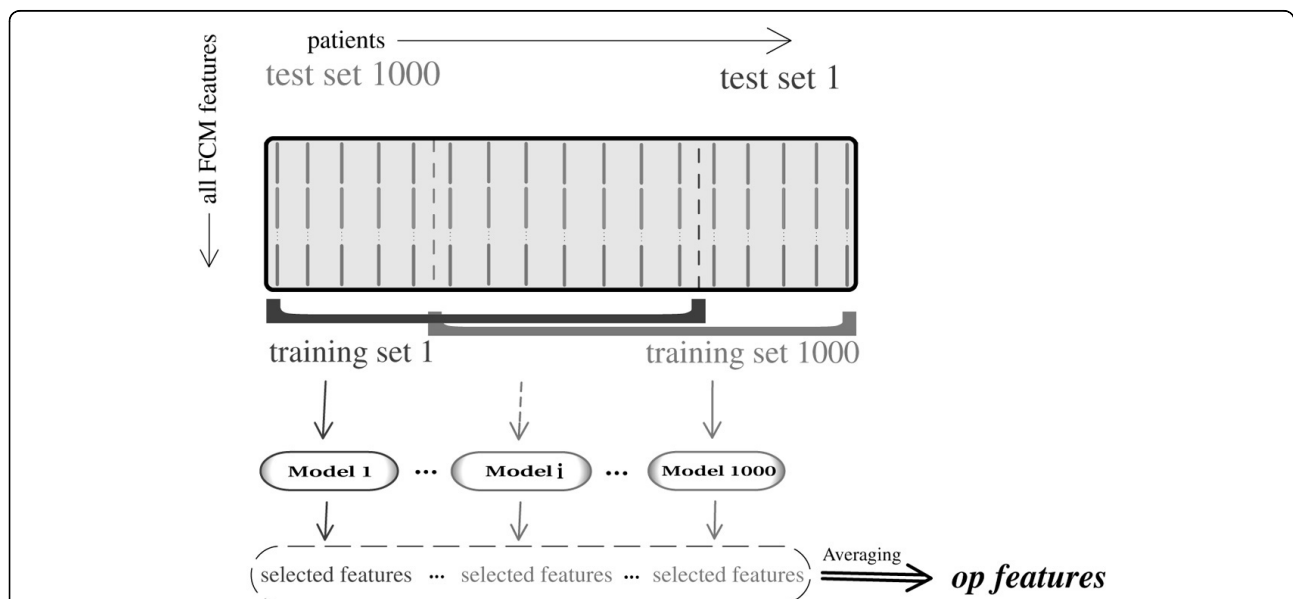 patients
test set 1000
test set 1
all FCM features
training set 1
training set 1000
Model 1 ... Model i ... Model 1000
selected features ... selected features ... selected features
Averaging
op features